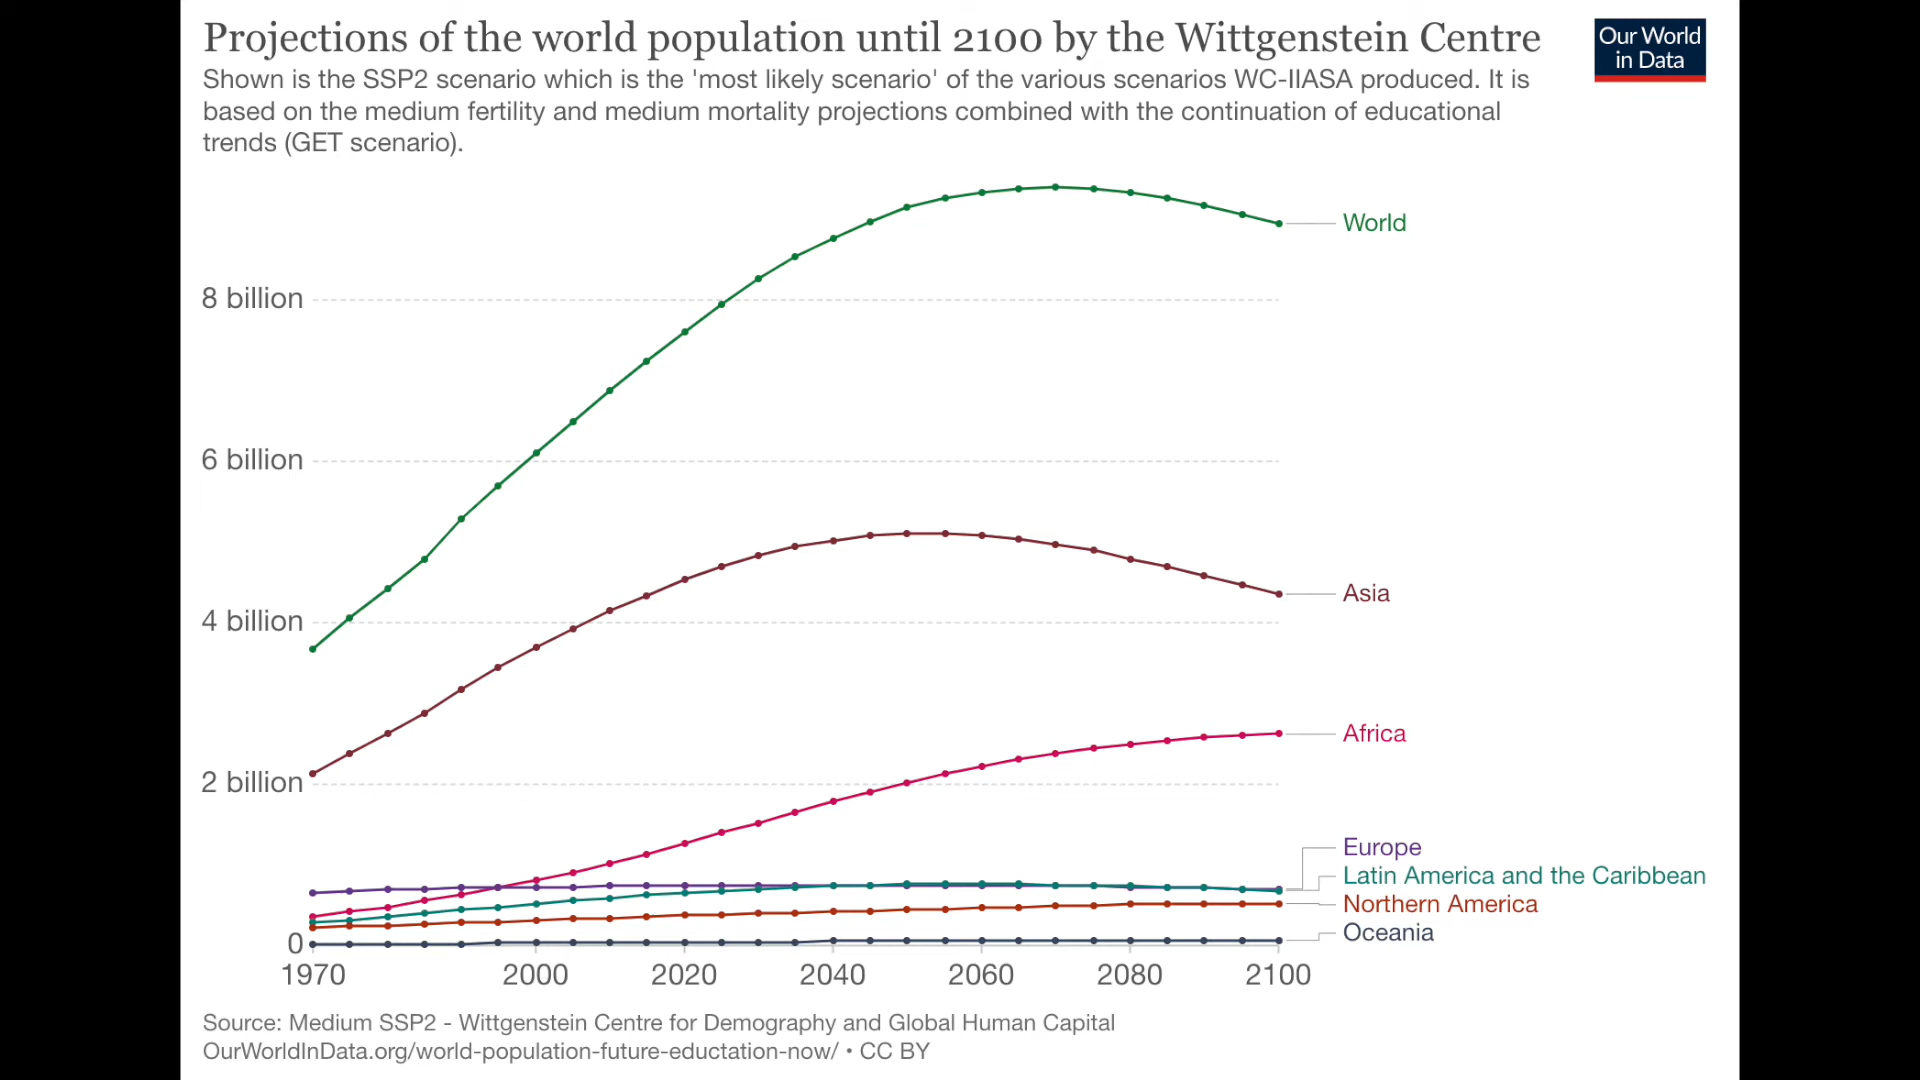 Projections of the world population until 2100 by the Wittgenstein Centre
Our World
in Data
Shown is the SSP2 scenario which is the 'most likely scenario' of the various scenarios WC-IIASA produced. It is
based on the medium fertility and medium mortality projections combined with the continuation of educational
trends (GET scenario).
World
8 billion
6 billion
Asia
4 billion
Africa
2 billion
Europe
Latin America and the Caribbean
Northern America
Oceania
0
1970 2000 2020 2040 2060 2080 2100
Source: Medium SSP2 - Wittgenstein Centre for Demography and Global Human Capital
OurWorldInData.org/world-population-future-eductation-now/ • CC BY